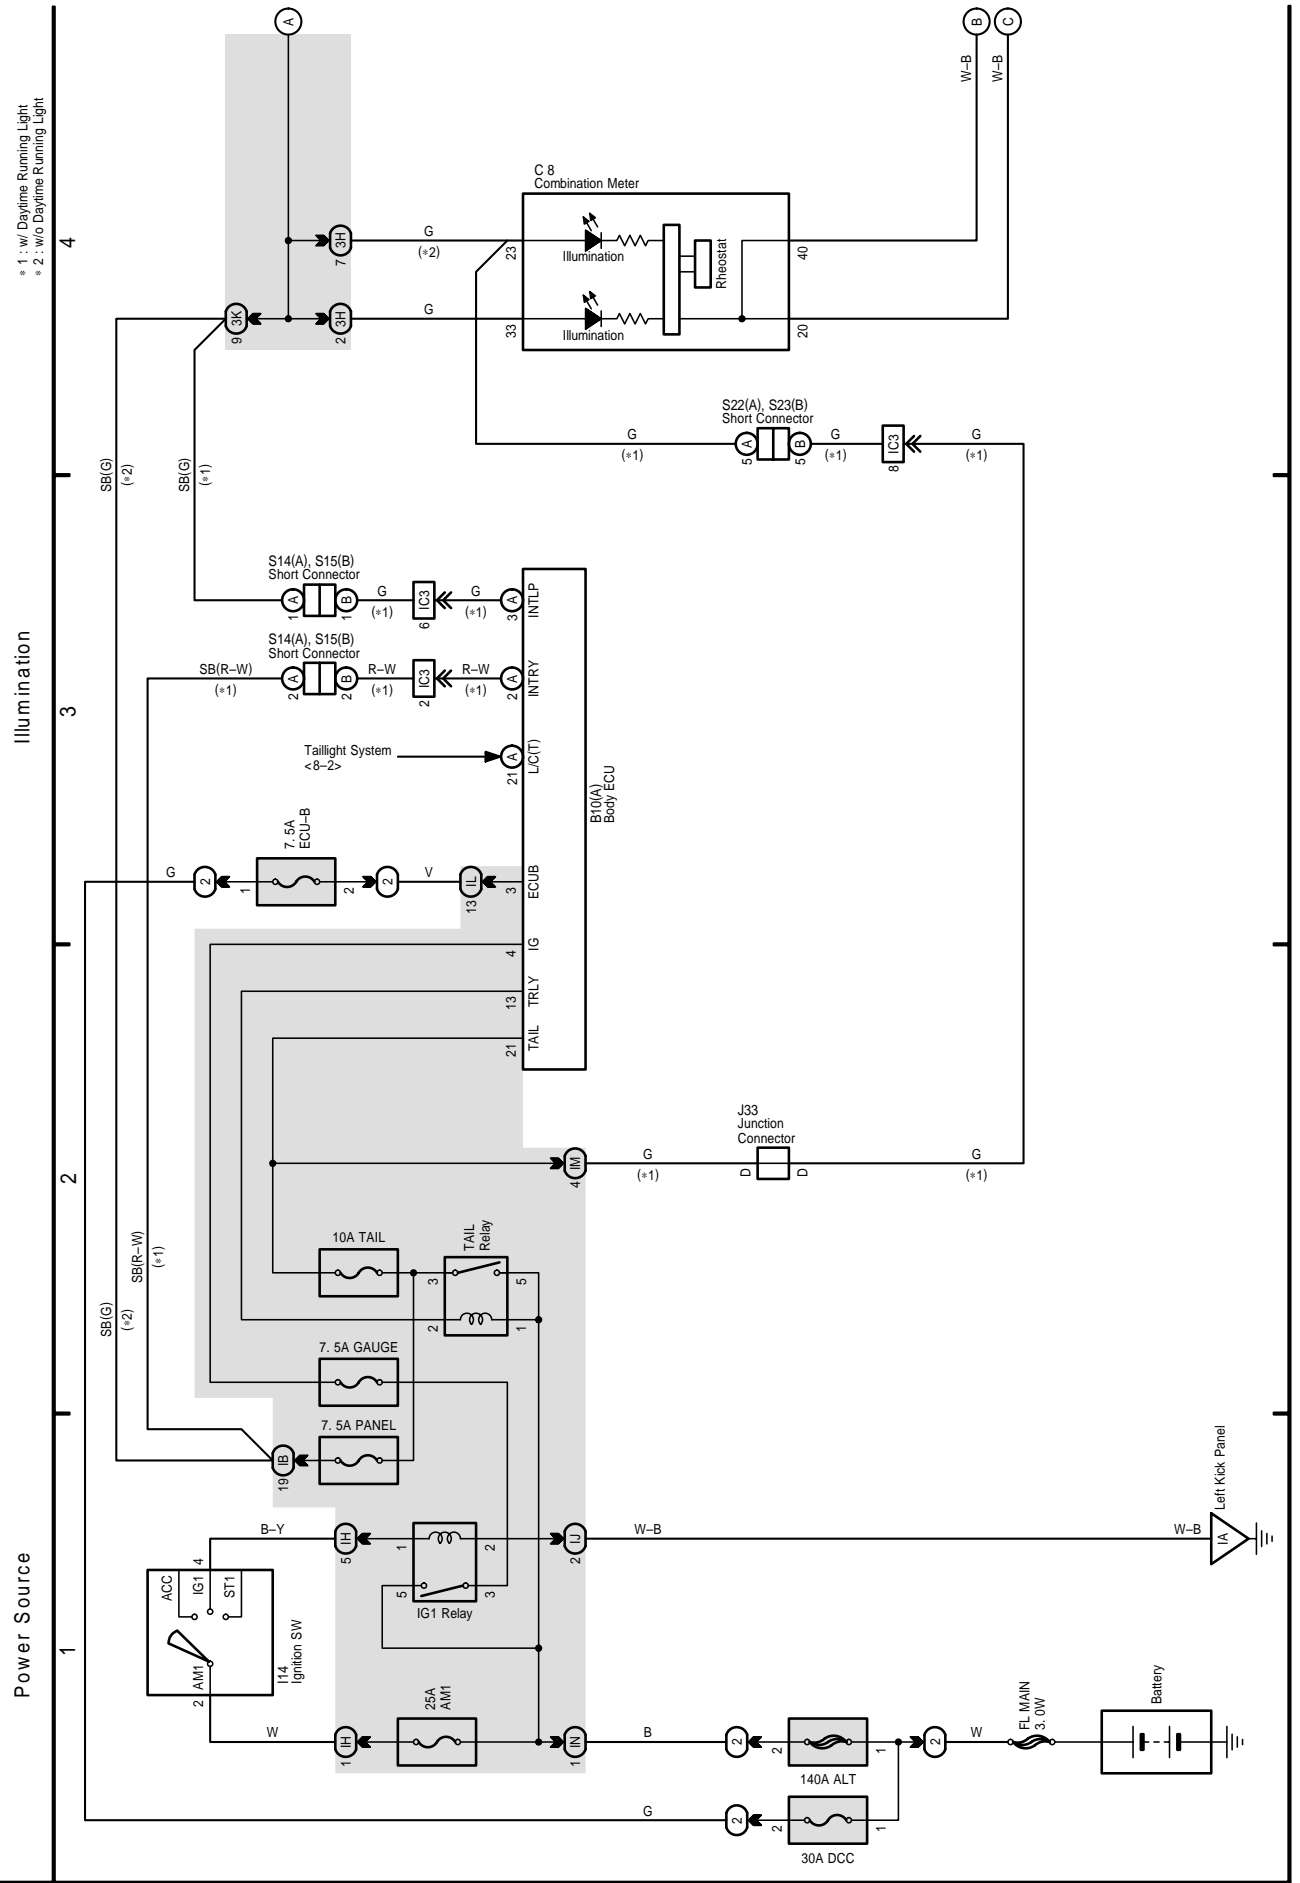 Power Source
Illumination
1
2
3
4
* 1 : w/ Daytime Running Light
* 2 : w/o Daytime Running Light
A
B
C
W–B
W–B
9
3K
7
3H
2
3H
G
(*2)
G
C 8
Combination Meter
23
33
Illumination
Illumination
Rheostat
40
20
SB(G)
(*2)
SB(G)
(*1)
S22(A), S23(B)
Short Connector
G
(*1)
5
A
B
5
G
(*1)
8
IC3
G
(*1)
S14(A), S15(B)
Short Connector
1
A
B
1
G
(*1)
6
IC3
G
(*1)
3
A
INTLP
S14(A), S15(B)
Short Connector
SB(R–W)
(*1)
2
A
B
2
R–W
(*1)
2
IC3
R–W
(*1)
2
A
INTRY
Taillight System
<8–2>
21
A
L/C(T)
B10(A)
Body ECU
G
2
1
7. 5A
ECU–B
2
2
V
13
IL
3
ECUB
4
IG
13
TRLY
21
TAIL
J33
Junction
Connector
4
IM
G
(*1)
D
D
G
(*1)
SB(R–W)
(*1)
SB(G)
(*2)
10A TAIL
TAIL
Relay
3
5
2
1
7. 5A GAUGE
7. 5A PANEL
19
IB
ACC
IG1
ST1
AM1
4
2
I14
Ignition SW
B–Y
5
IH
1
2
5
3
IG1 Relay
2
IJ
W–B
W–B
IA
Left Kick Panel
W
1
IH
25A
AM1
1
IN
B
2
2
1
140A ALT
2
W
FL MAIN
3. 0W
Battery
G
2
2
1
30A DCC